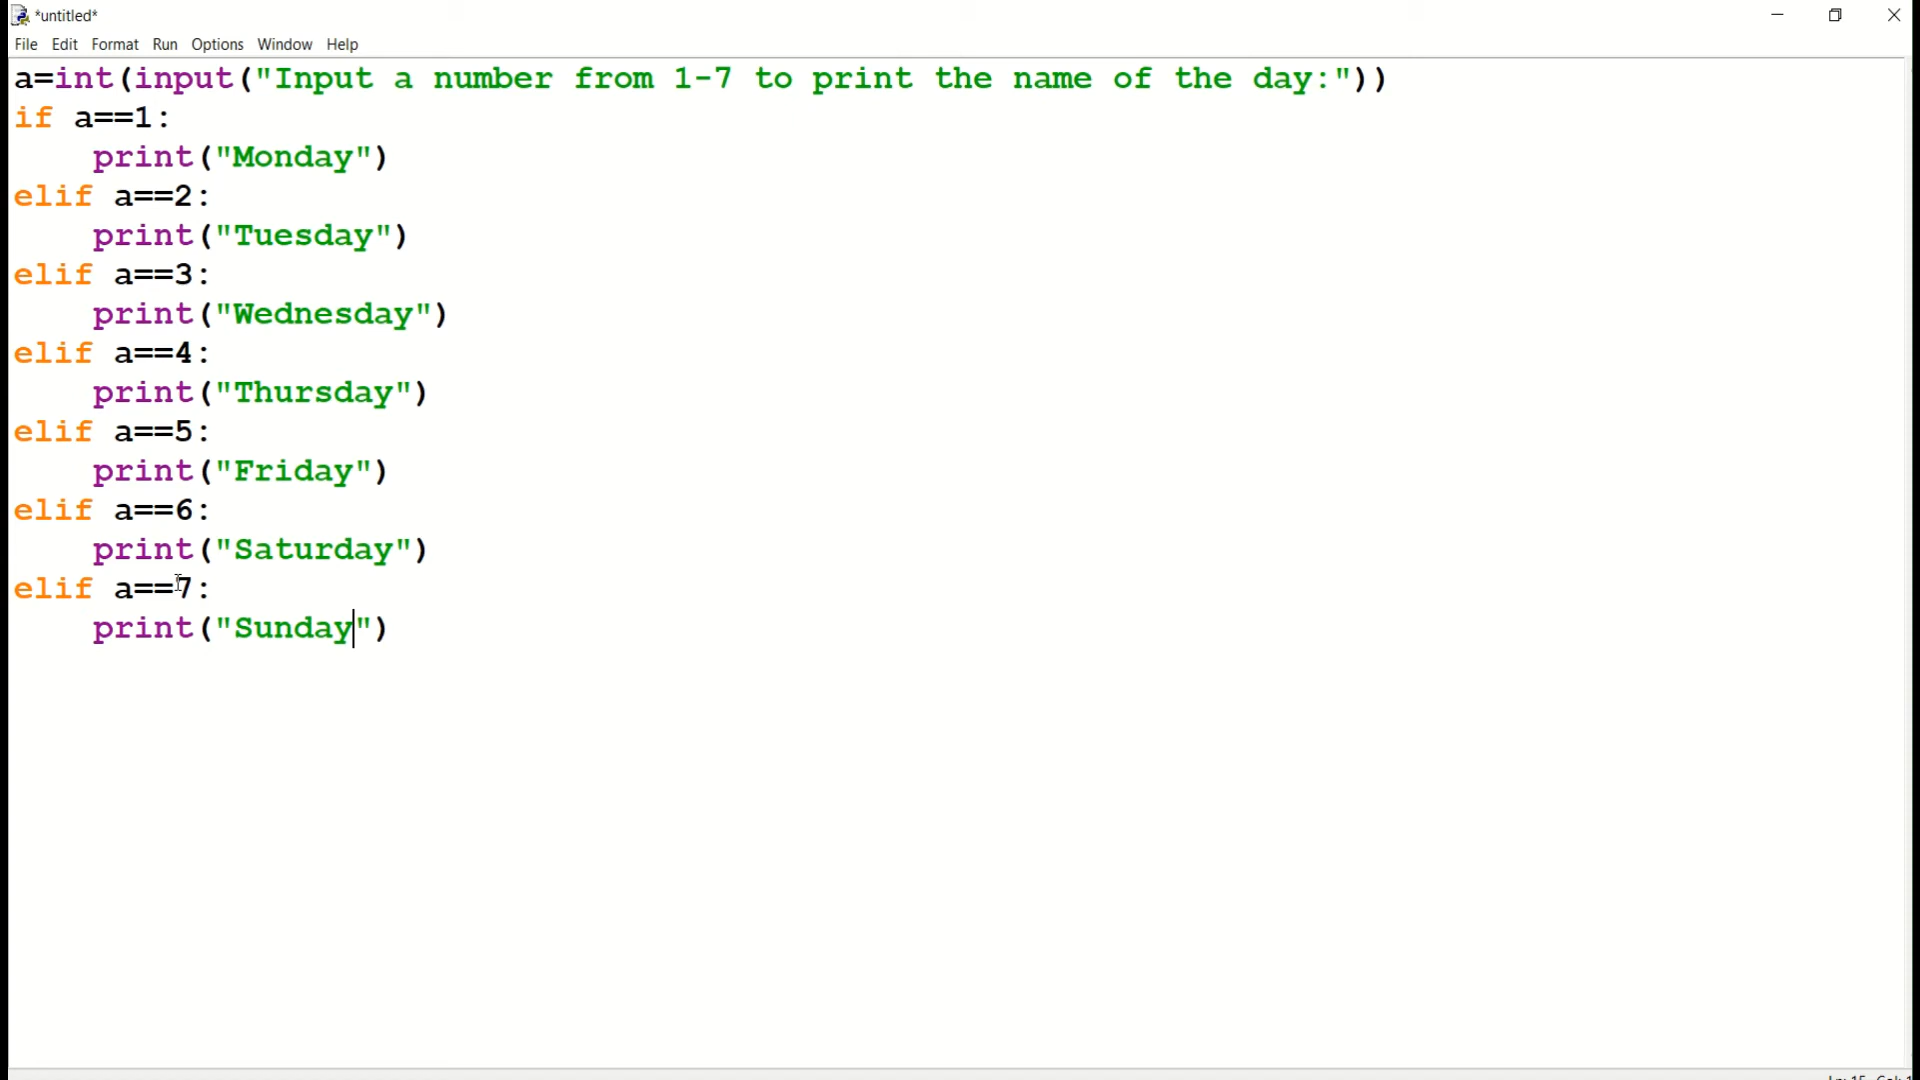 *untitled*
File Edit Format Run Options Window Help
a=int(input("Input a number from 1-7 to print the name of the day:"))
if a==1:
    print("Monday")
elif a==2:
    print("Tuesday")
elif a==3:
    print("Wednesday")
elif a==4:
    print("Thursday")
elif a==5:
    print("Friday")
elif a==6:
    print("Saturday")
elif a==7:
    print("Sunday")